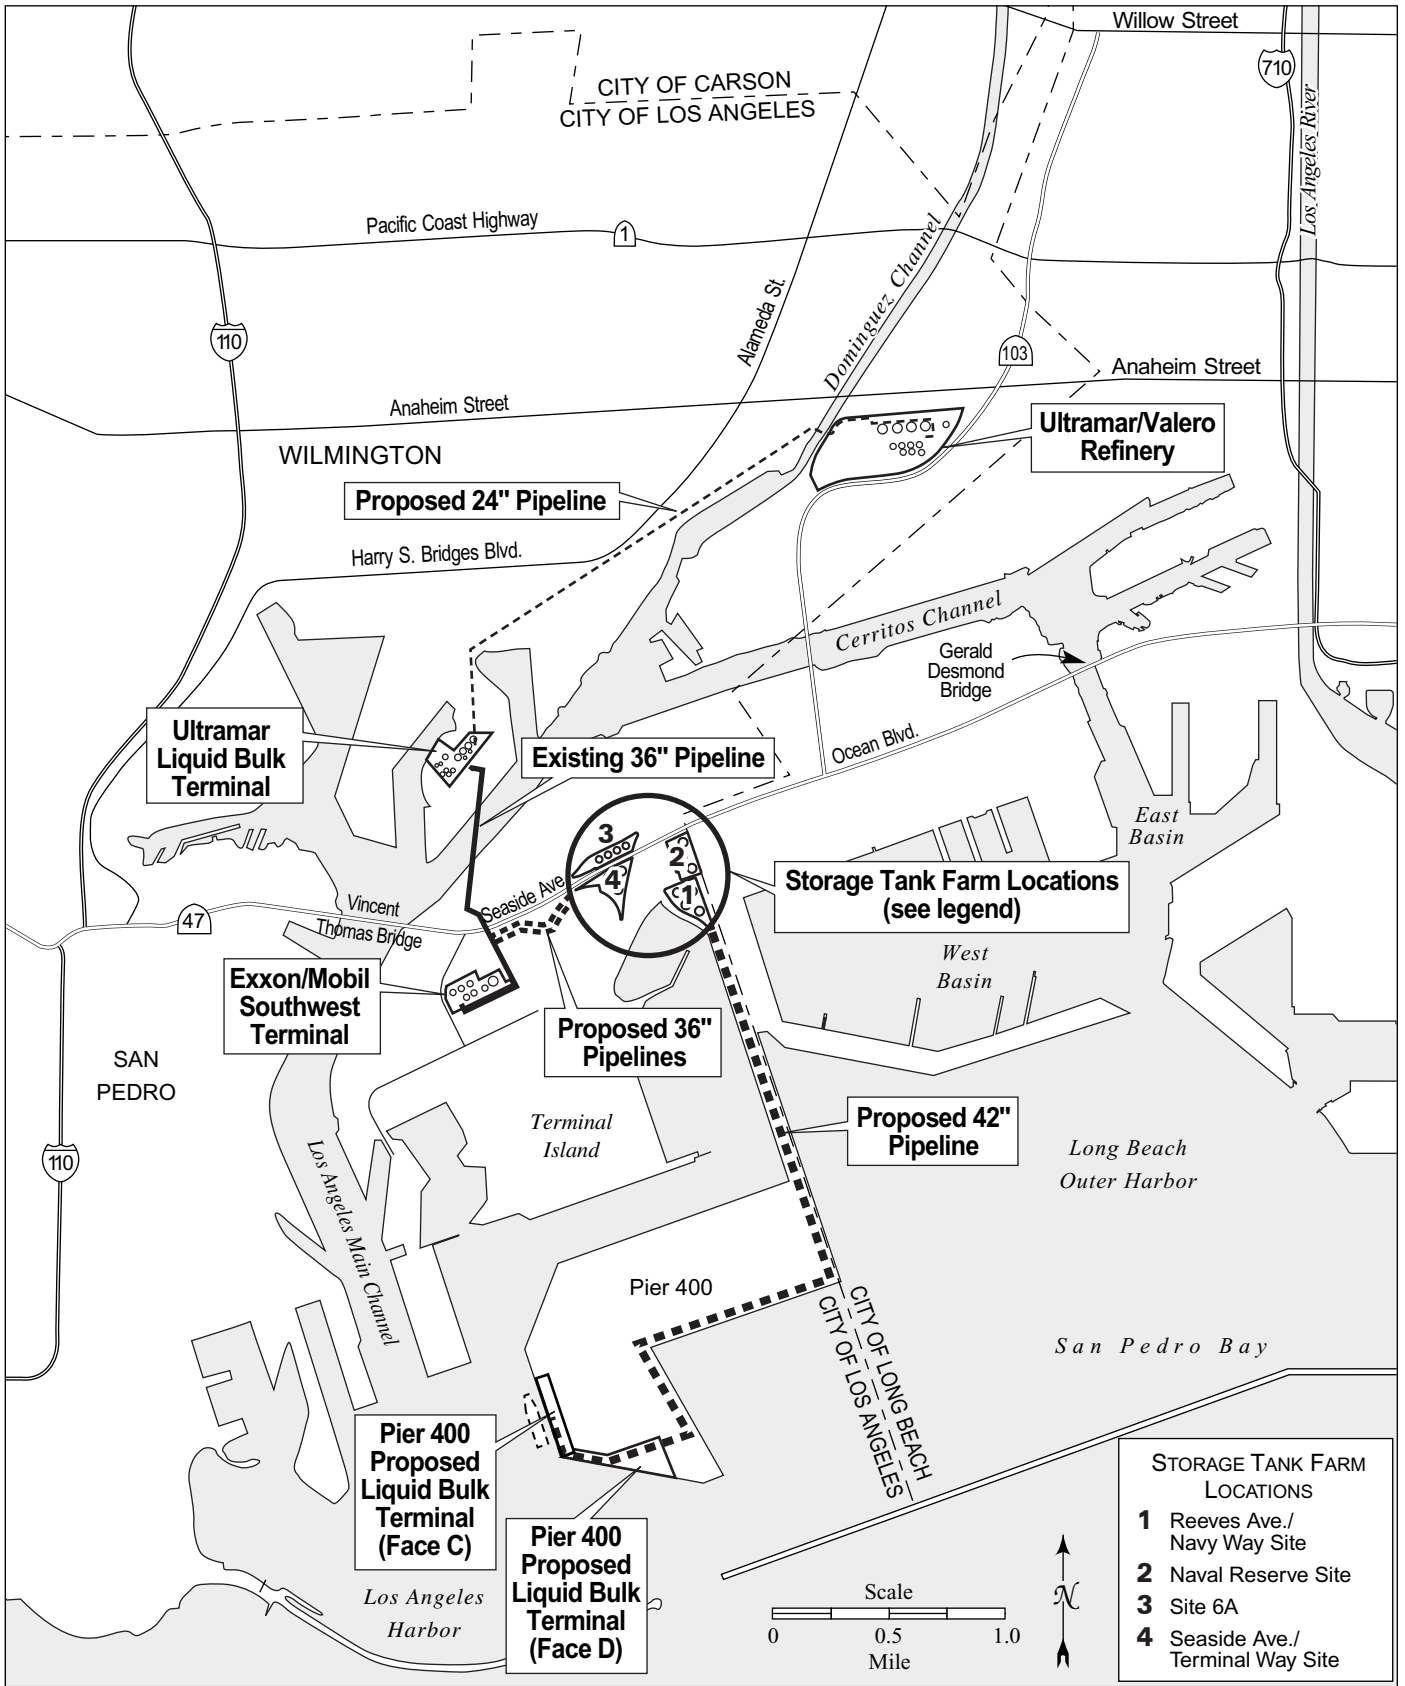 Willow Street
710
CITY OF CARSON
CITY OF LOS ANGELES
Los Angeles River
Pacific Coast Highway
1
Dominguez Channel
Alameda St.
110
103
Anaheim Street
Anaheim Street
WILMINGTON
Ultramar/Valero
Refinery
Proposed 24" Pipeline
Harry S. Bridges Blvd.
Cerritos Channel
Gerald
Desmond
Bridge
Ultramar
Liquid Bulk
Terminal
Existing 36" Pipeline
Ocean Blvd.
East
Basin
3
2
4
1
Storage Tank Farm Locations
(see legend)
Seaside Ave.
Vincent
Thomas Bridge
47
West
Basin
Exxon/Mobil
Southwest
Terminal
Proposed 36"
Pipelines
SAN
PEDRO
Terminal
Island
Proposed 42"
Pipeline
Long Beach
Outer Harbor
110
Los Angeles Main Channel
Pier 400
CITY OF LONG BEACH
CITY OF LOS ANGELES
San Pedro Bay
Pier 400
Proposed
Liquid Bulk
Terminal
(Face C)
Pier 400
Proposed
Liquid Bulk
Terminal
(Face D)
Los Angeles
Harbor
Scale
0 0.5 1.0
Mile
N
STORAGE TANK FARM
LOCATIONS
1 Reeves Ave./
Navy Way Site
2 Naval Reserve Site
3 Site 6A
4 Seaside Ave./
Terminal Way Site